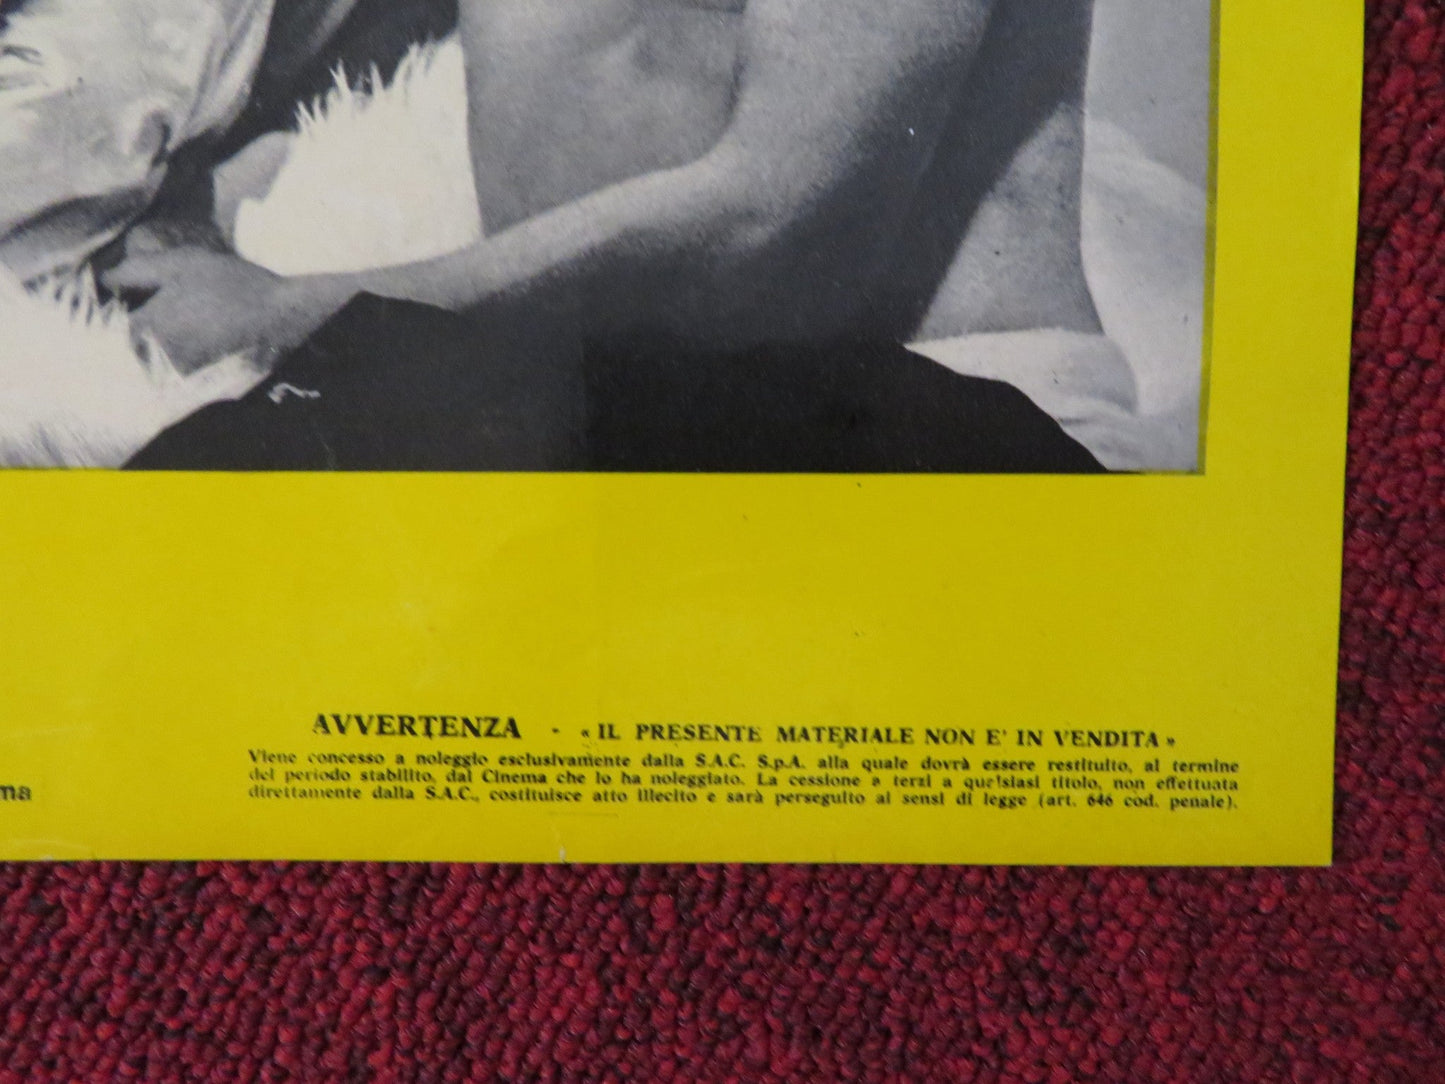 AVVERTENZA - «IL PRESENTE MATERIALE NON E' IN VENDITA»
Viene concesso a noleggio esclusivamente dalla S.A.C. S.p.A. alla quale dovrà essere restituito, al termine
del periodo stabilito, dal Cinema che lo ha noleggiato. La cessione a terzi a qualsiasi titolo, non effettuata
direttamente dalla S.A.C., costituisce atto illecito e sarà perseguito ai sensi di legge (art. 646 cod. penale).
ma